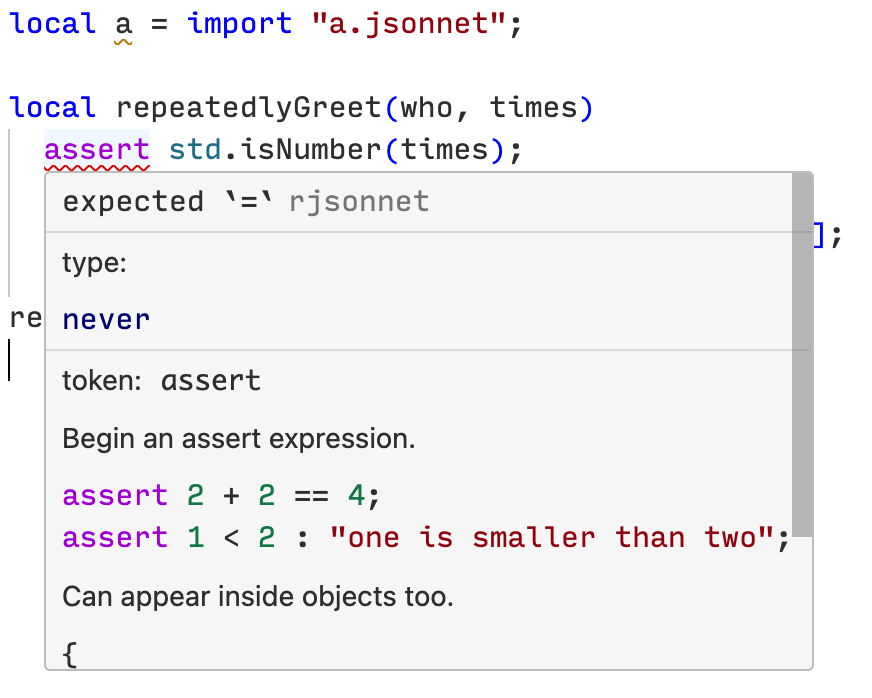 local a = import "a.jsonnet";
local repeatedlyGreet(who, times)
assert std.isNumber(times);
expected `=` rjsonnet
];
type:
re
never
token: assert
Begin an assert expression.
assert 2 + 2 == 4;
assert 1 < 2 : "one is smaller than two";
Can appear inside objects too.
{